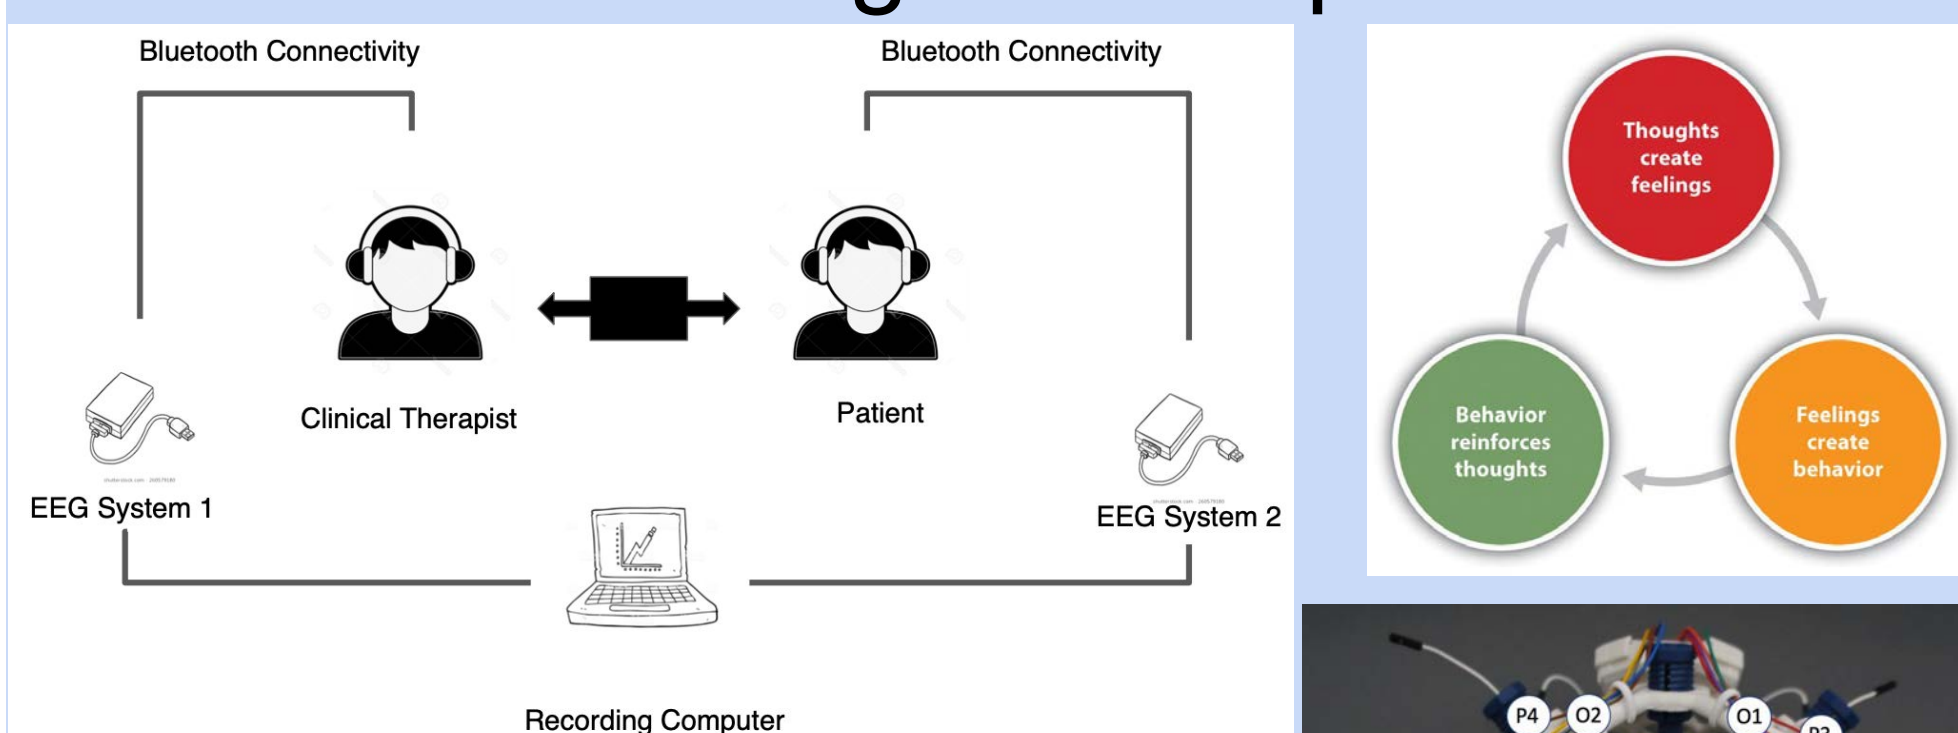 Bluetooth Connectivity
Bluetooth Connectivity
Clinical Therapist
Patient
EEG System 1
EEG System 2
Recording Computer
Thoughts
create
feelings
Behavior
reinforces
thoughts
Feelings
create
behavior
P4
O2
O1